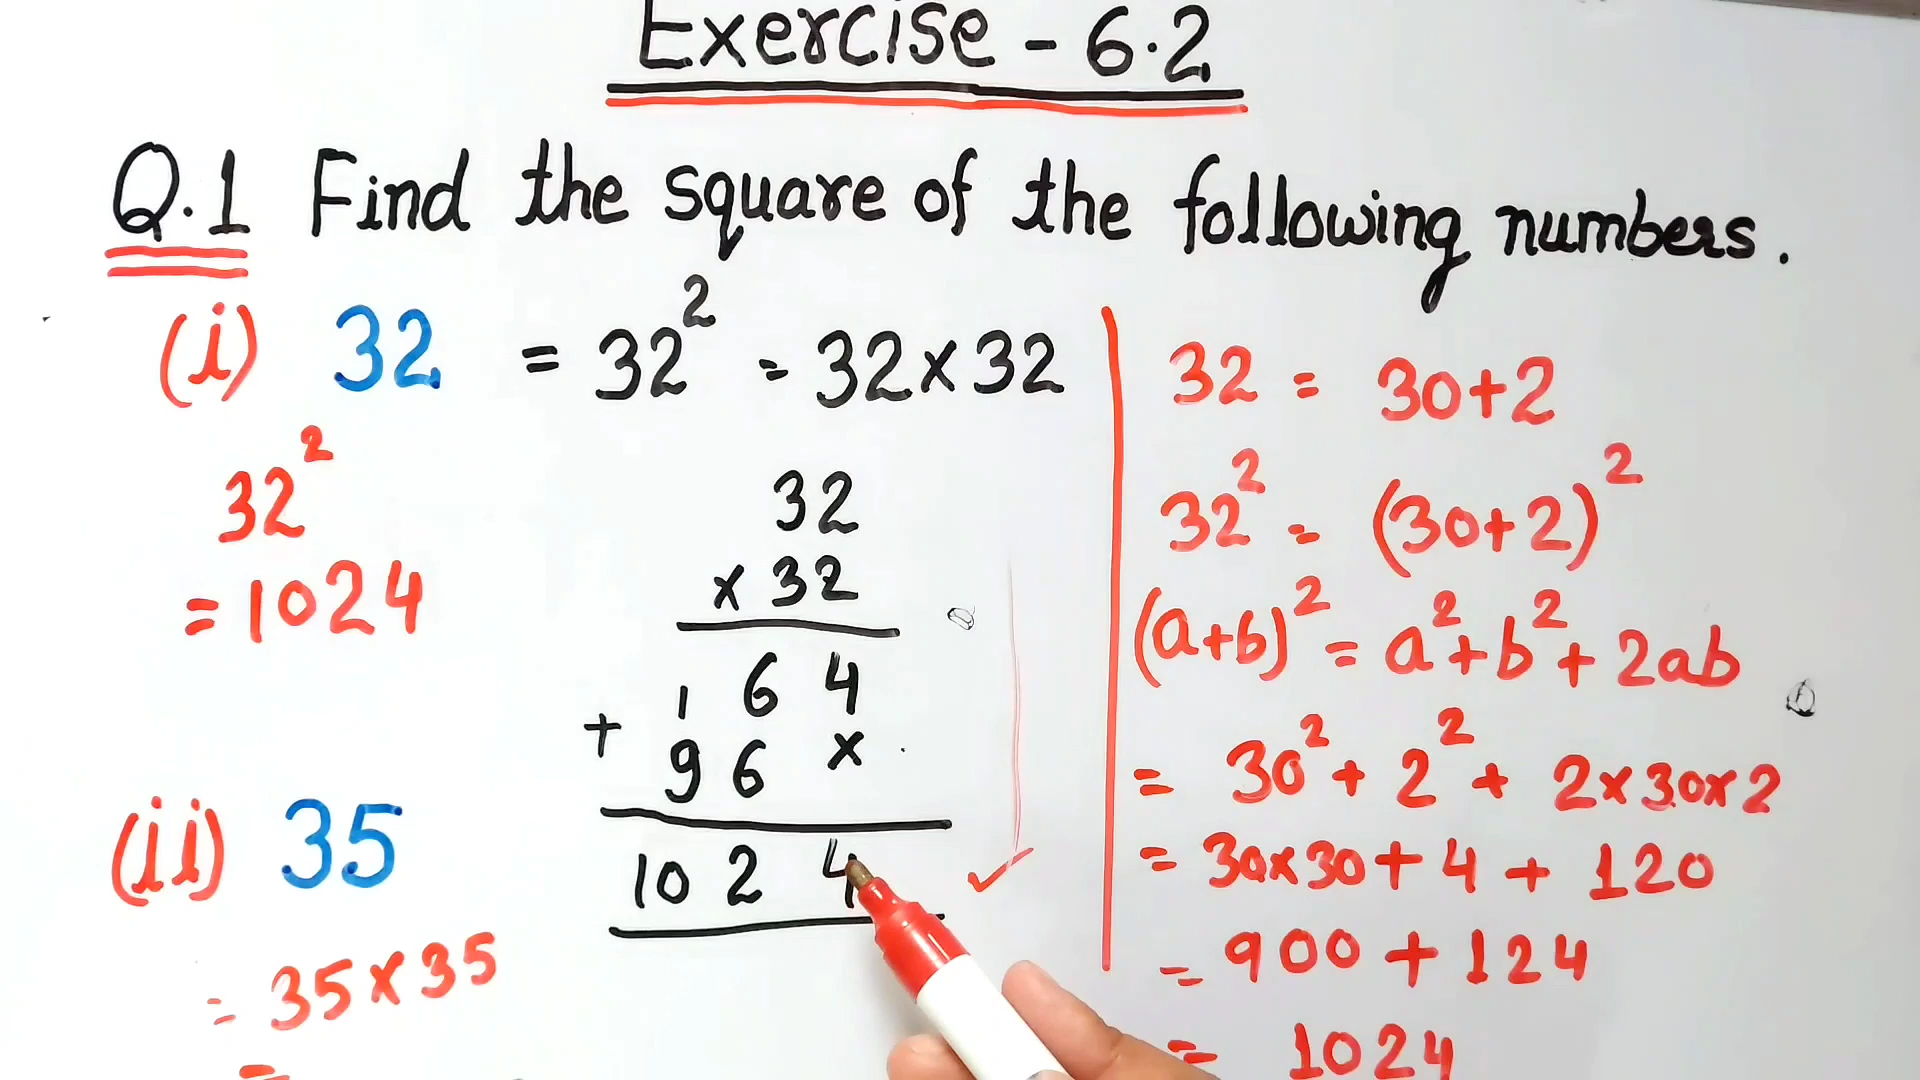 Exercise - 6.2
Q.1 Find the square of the following numbers.
(i) 32 = 32² = 32×32
32²
= 1024
32
× 32
1 6 4
+ 9 6 ×
10 2 4
(ii) 35
= 35×35
=
32 = 30+2
32² = (30+2)²
(a+b)² = a²+b²+2ab
= 30²+2²+2×30×2
= 30×30+4+120
= 900+124
= 1024